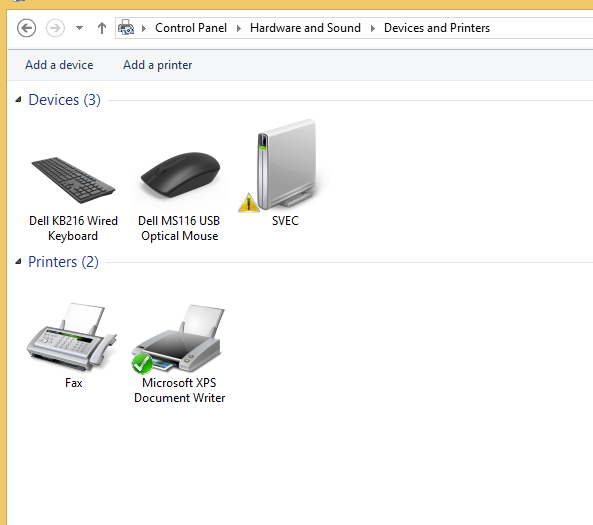 Control Panel Hardware and Sound Devices and Printers
Add a device Add a printer
Devices (3)
Dell KB216 Wired Keyboard
Dell MS116 USB Optical Mouse
SVEC
Printers (2)
Fax
Microsoft XPS Document Writer